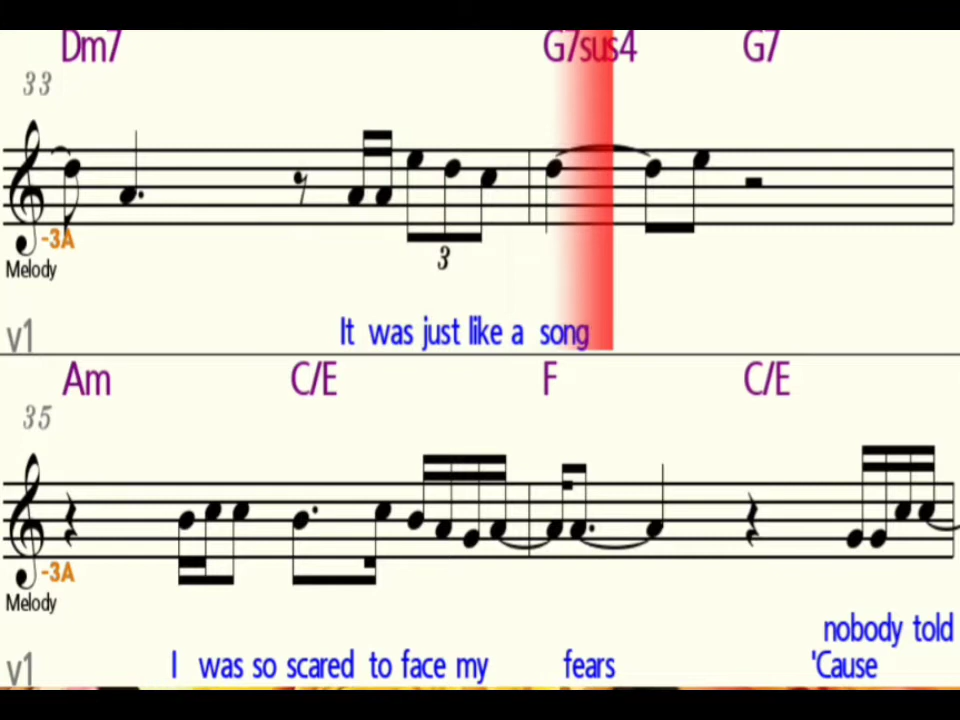 Dm7 G7sus4 G7
33
-3A
Melody
3
v1 It was just like a song
Am C/E F C/E
35
-3A
Melody
nobody told
v1 I was so scared to face my fears 'Cause